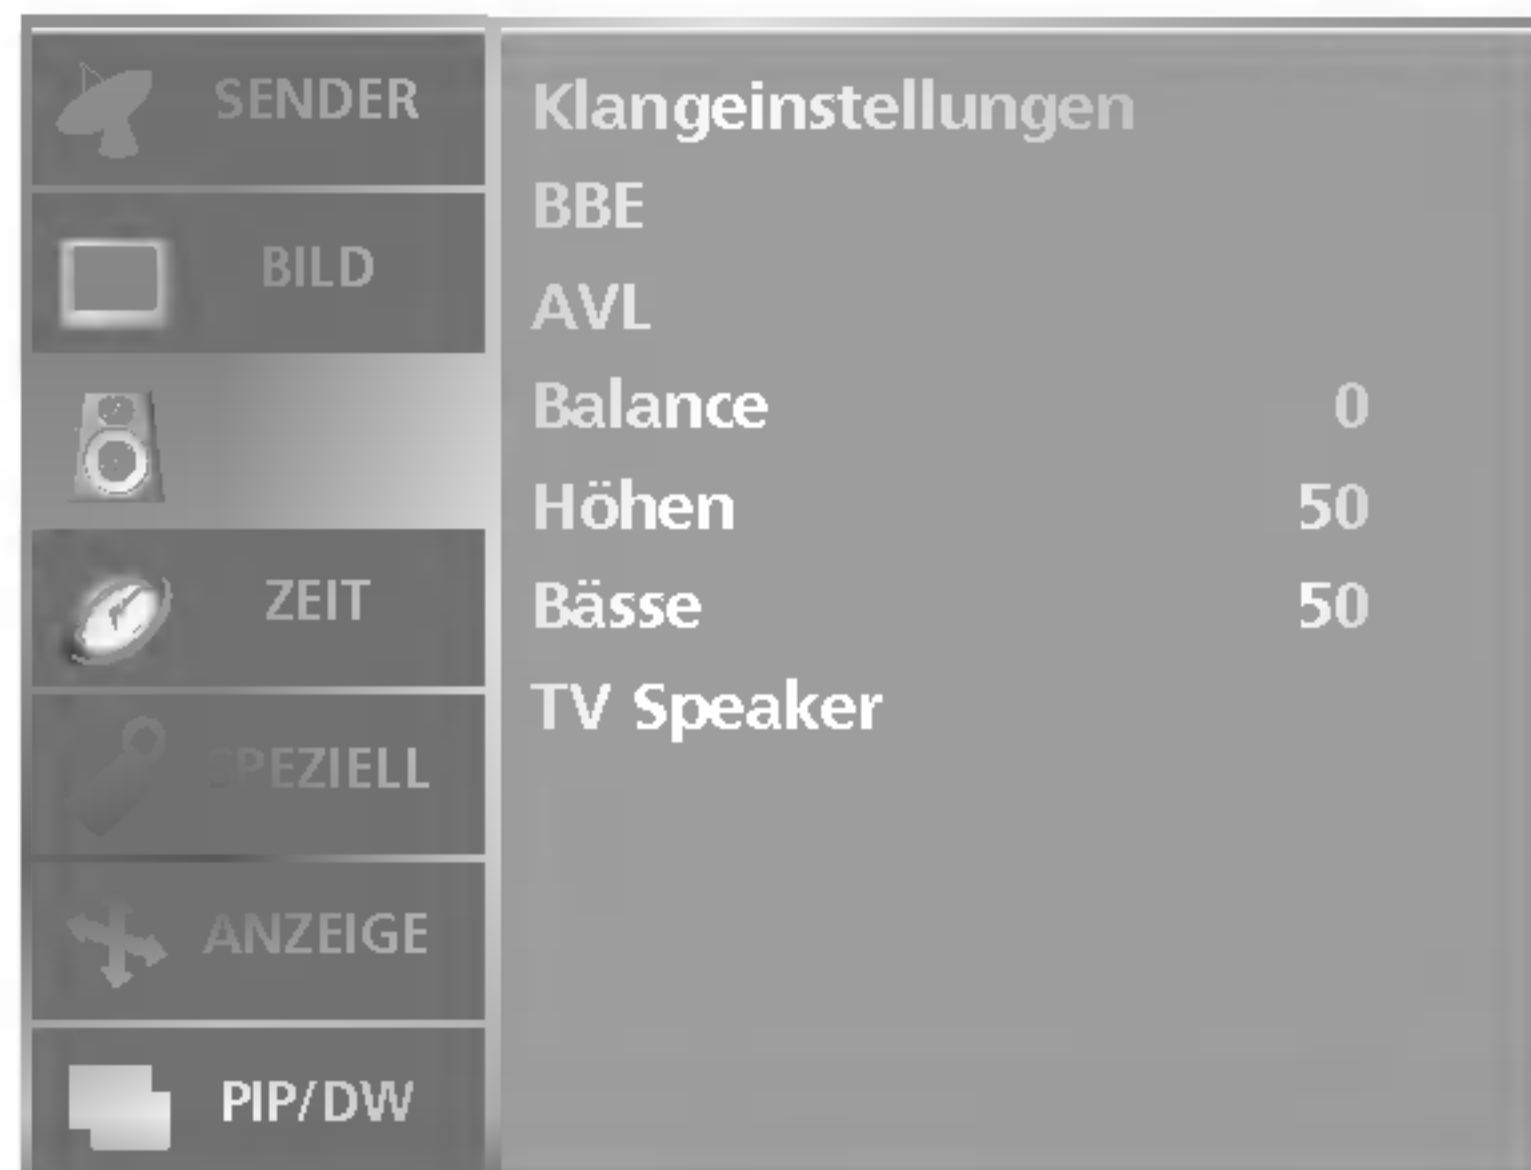 SENDER
BILD
ZEIT
SPEZIELL
ANZEIGE
PIP/DW
Klangeinstellungen
BBE
AVL
Balance 0
Höhen 50
Bässe 50
TV Speaker